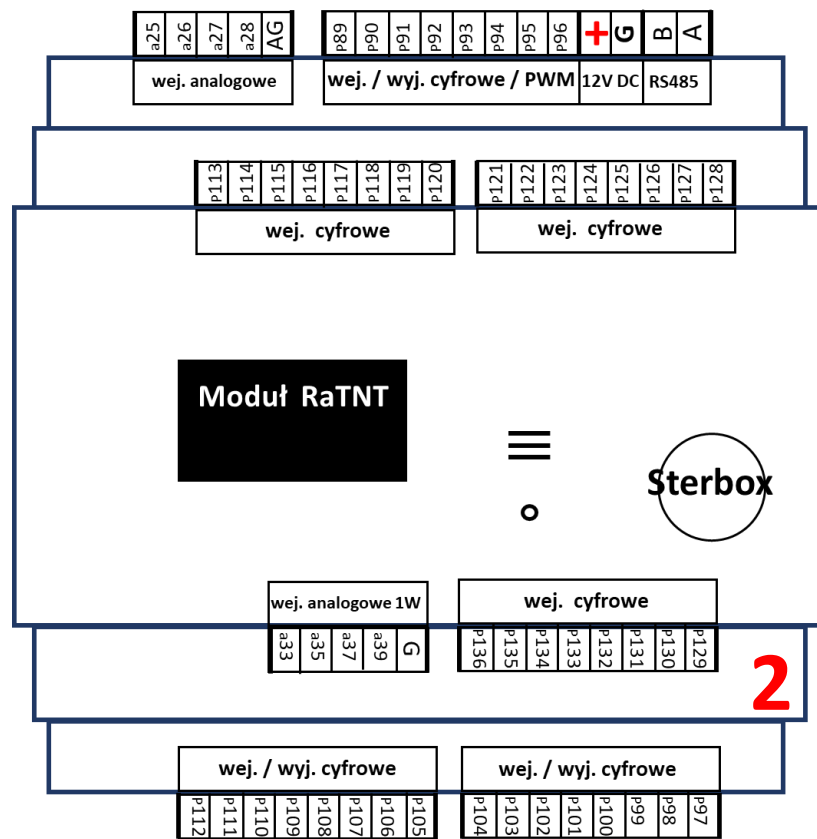 a25 a26 a27 a28 AG P89 P90 P91 P92 P93 P94 P95 P96 + G B A
wej. analogowe wej. / wyj. cyfrowe / PWM 12V DC RS485
P113 P114 P115 P116 P117 P118 P119 P120 P121 P122 P123 P124 P125 P126 P127 P128
wej. cyfrowe wej. cyfrowe
Moduł RaTNT
Sterbox
wej. analogowe 1W wej. cyfrowe
a33 a35 a37 a39 G P136 P135 P134 P133 P132 P131 P130 P129
2
wej. / wyj. cyfrowe wej. / wyj. cyfrowe
P112 P111 P110 P109 P108 P107 P106 P105 P104 P103 P102 P101 P100 P99 P98 P97